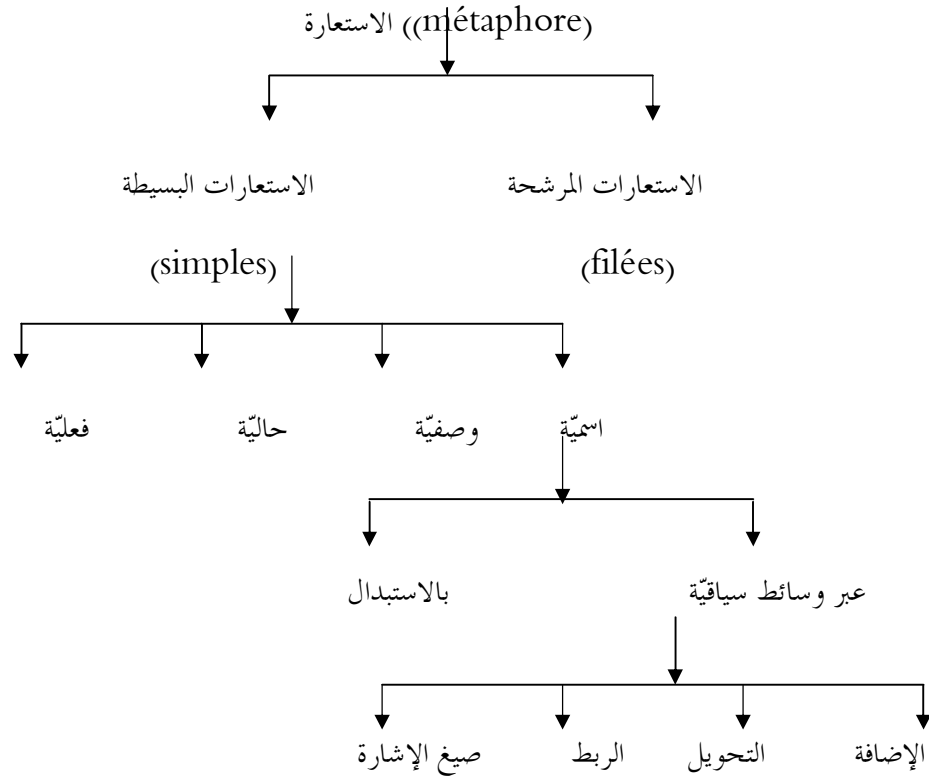 الاستعارة ((métaphore)
الاستعارات المرشحة الاستعارات البسيطة
(filées) (simples)
اسميّة وصفيّة حاليّة فعليّة
عبر وسائط سياقيّة بالاستبدال
الإضافة التحويل الربط صيغ الإشارة